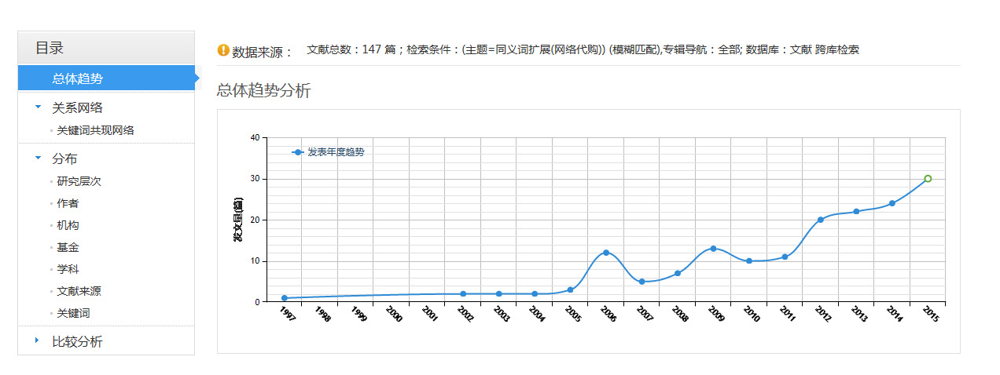 目录
总体趋势
关系网络
关键词共现网络
分布
研究层次
作者
机构
基金
学科
文献来源
关键词
比较分析
数据来源： 文献总数：147 篇；检索条件：(主题=同义词扩展(网络代购)) (模糊匹配),专辑导航：全部; 数据库：文献 跨库检索
总体趋势分析
发表年度趋势
发文量(篇)
40
30
20
10
0
1997 1998 1999 2000 2001 2002 2003 2004 2005 2006 2007 2008 2009 2010 2011 2012 2013 2014 2015